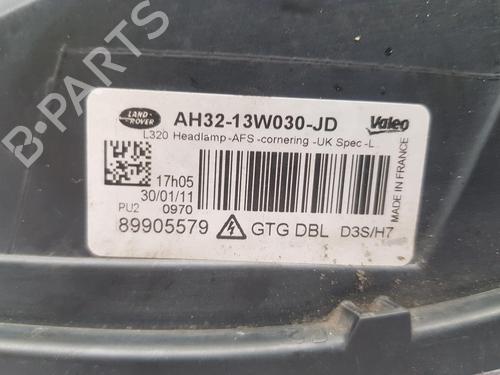 LAND ROVER
AH32-13W030-JD
Valeo
L320 Headlamp -AFS -cornering -UK Spec -L
17h05
30/01/11
PU2 0970
89905579
GTG DBL D3S/H7
MADE IN FRANCE
B-PARTS